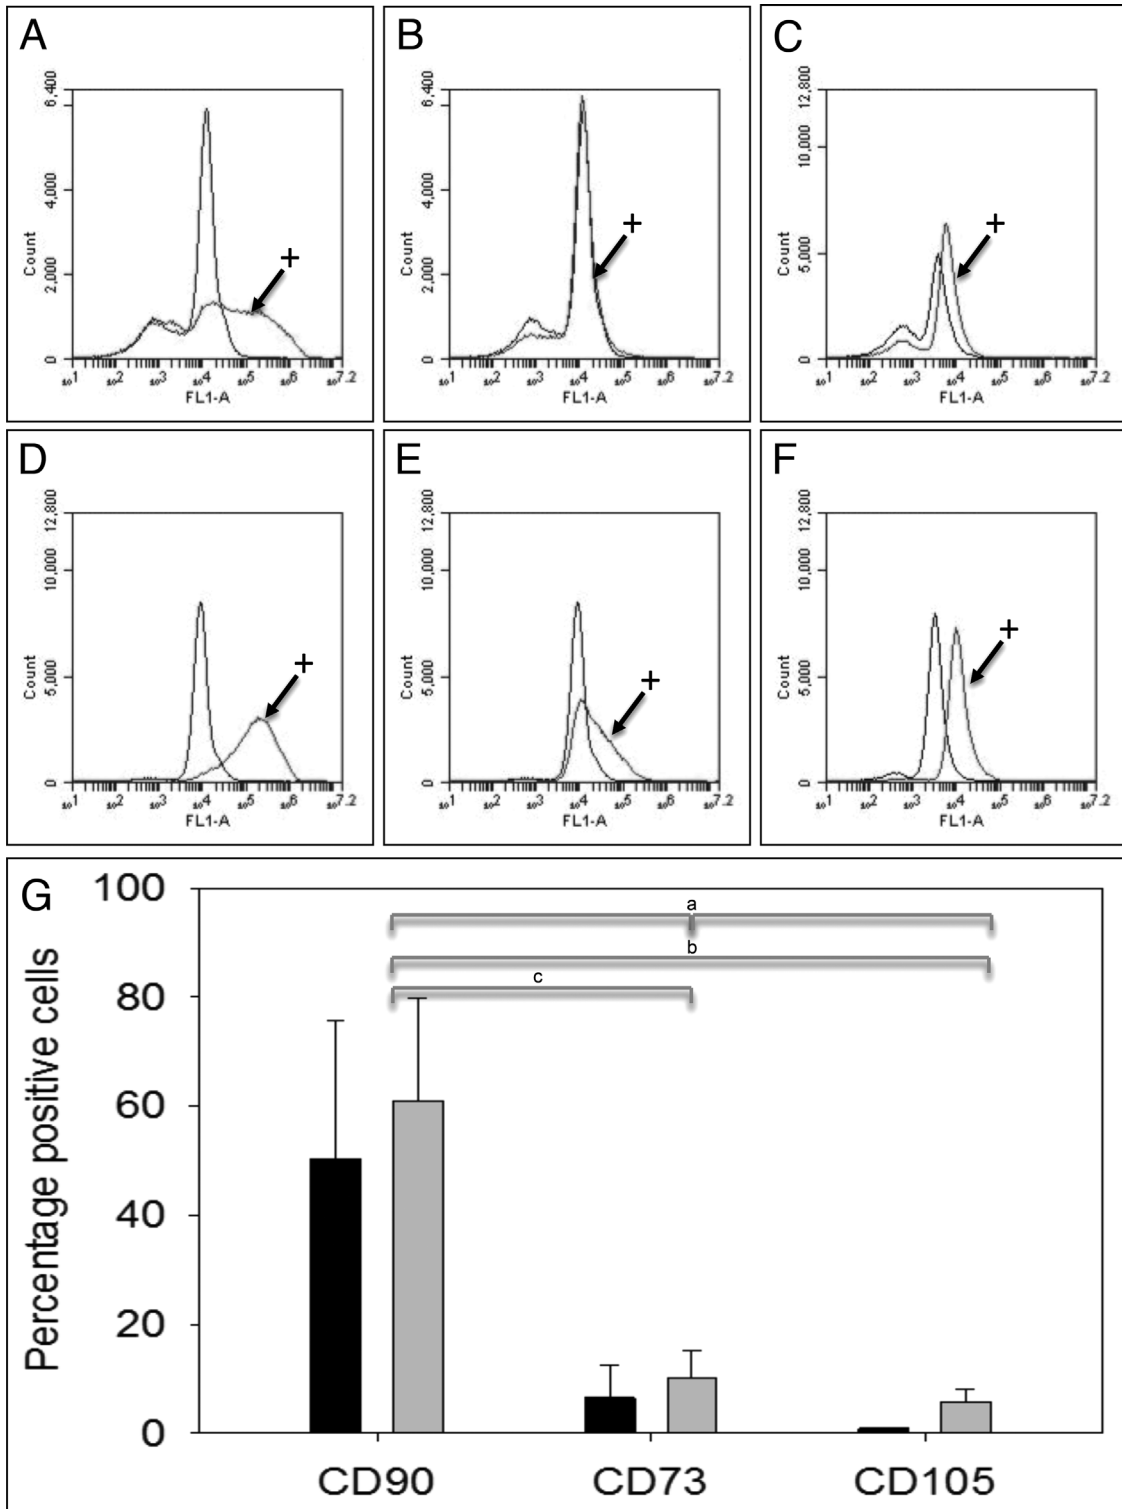 A
6,400
4,000
2,000
0
Count
10^1 10^2 10^3 10^4 10^5 10^6 10^7.2
FL1-A
+
B
6,400
4,000
2,000
0
Count
10^1 10^2 10^3 10^4 10^5 10^6 10^7.2
FL1-A
+
C
12,800
10,000
5,000
0
Count
10^1 10^2 10^3 10^4 10^5 10^6 10^7.2
FL1-A
+
D
12,800
10,000
5,000
0
Count
10^1 10^2 10^3 10^4 10^5 10^6 10^7.2
FL1-A
+
E
12,800
10,000
5,000
0
Count
10^1 10^2 10^3 10^4 10^5 10^6 10^7.2
FL1-A
+
F
12,800
10,000
5,000
0
Count
10^1 10^2 10^3 10^4 10^5 10^6 10^7.2
FL1-A
+
G
Percentage positive cells
100
80
60
40
20
0
a
b
c
CD90 CD73 CD105